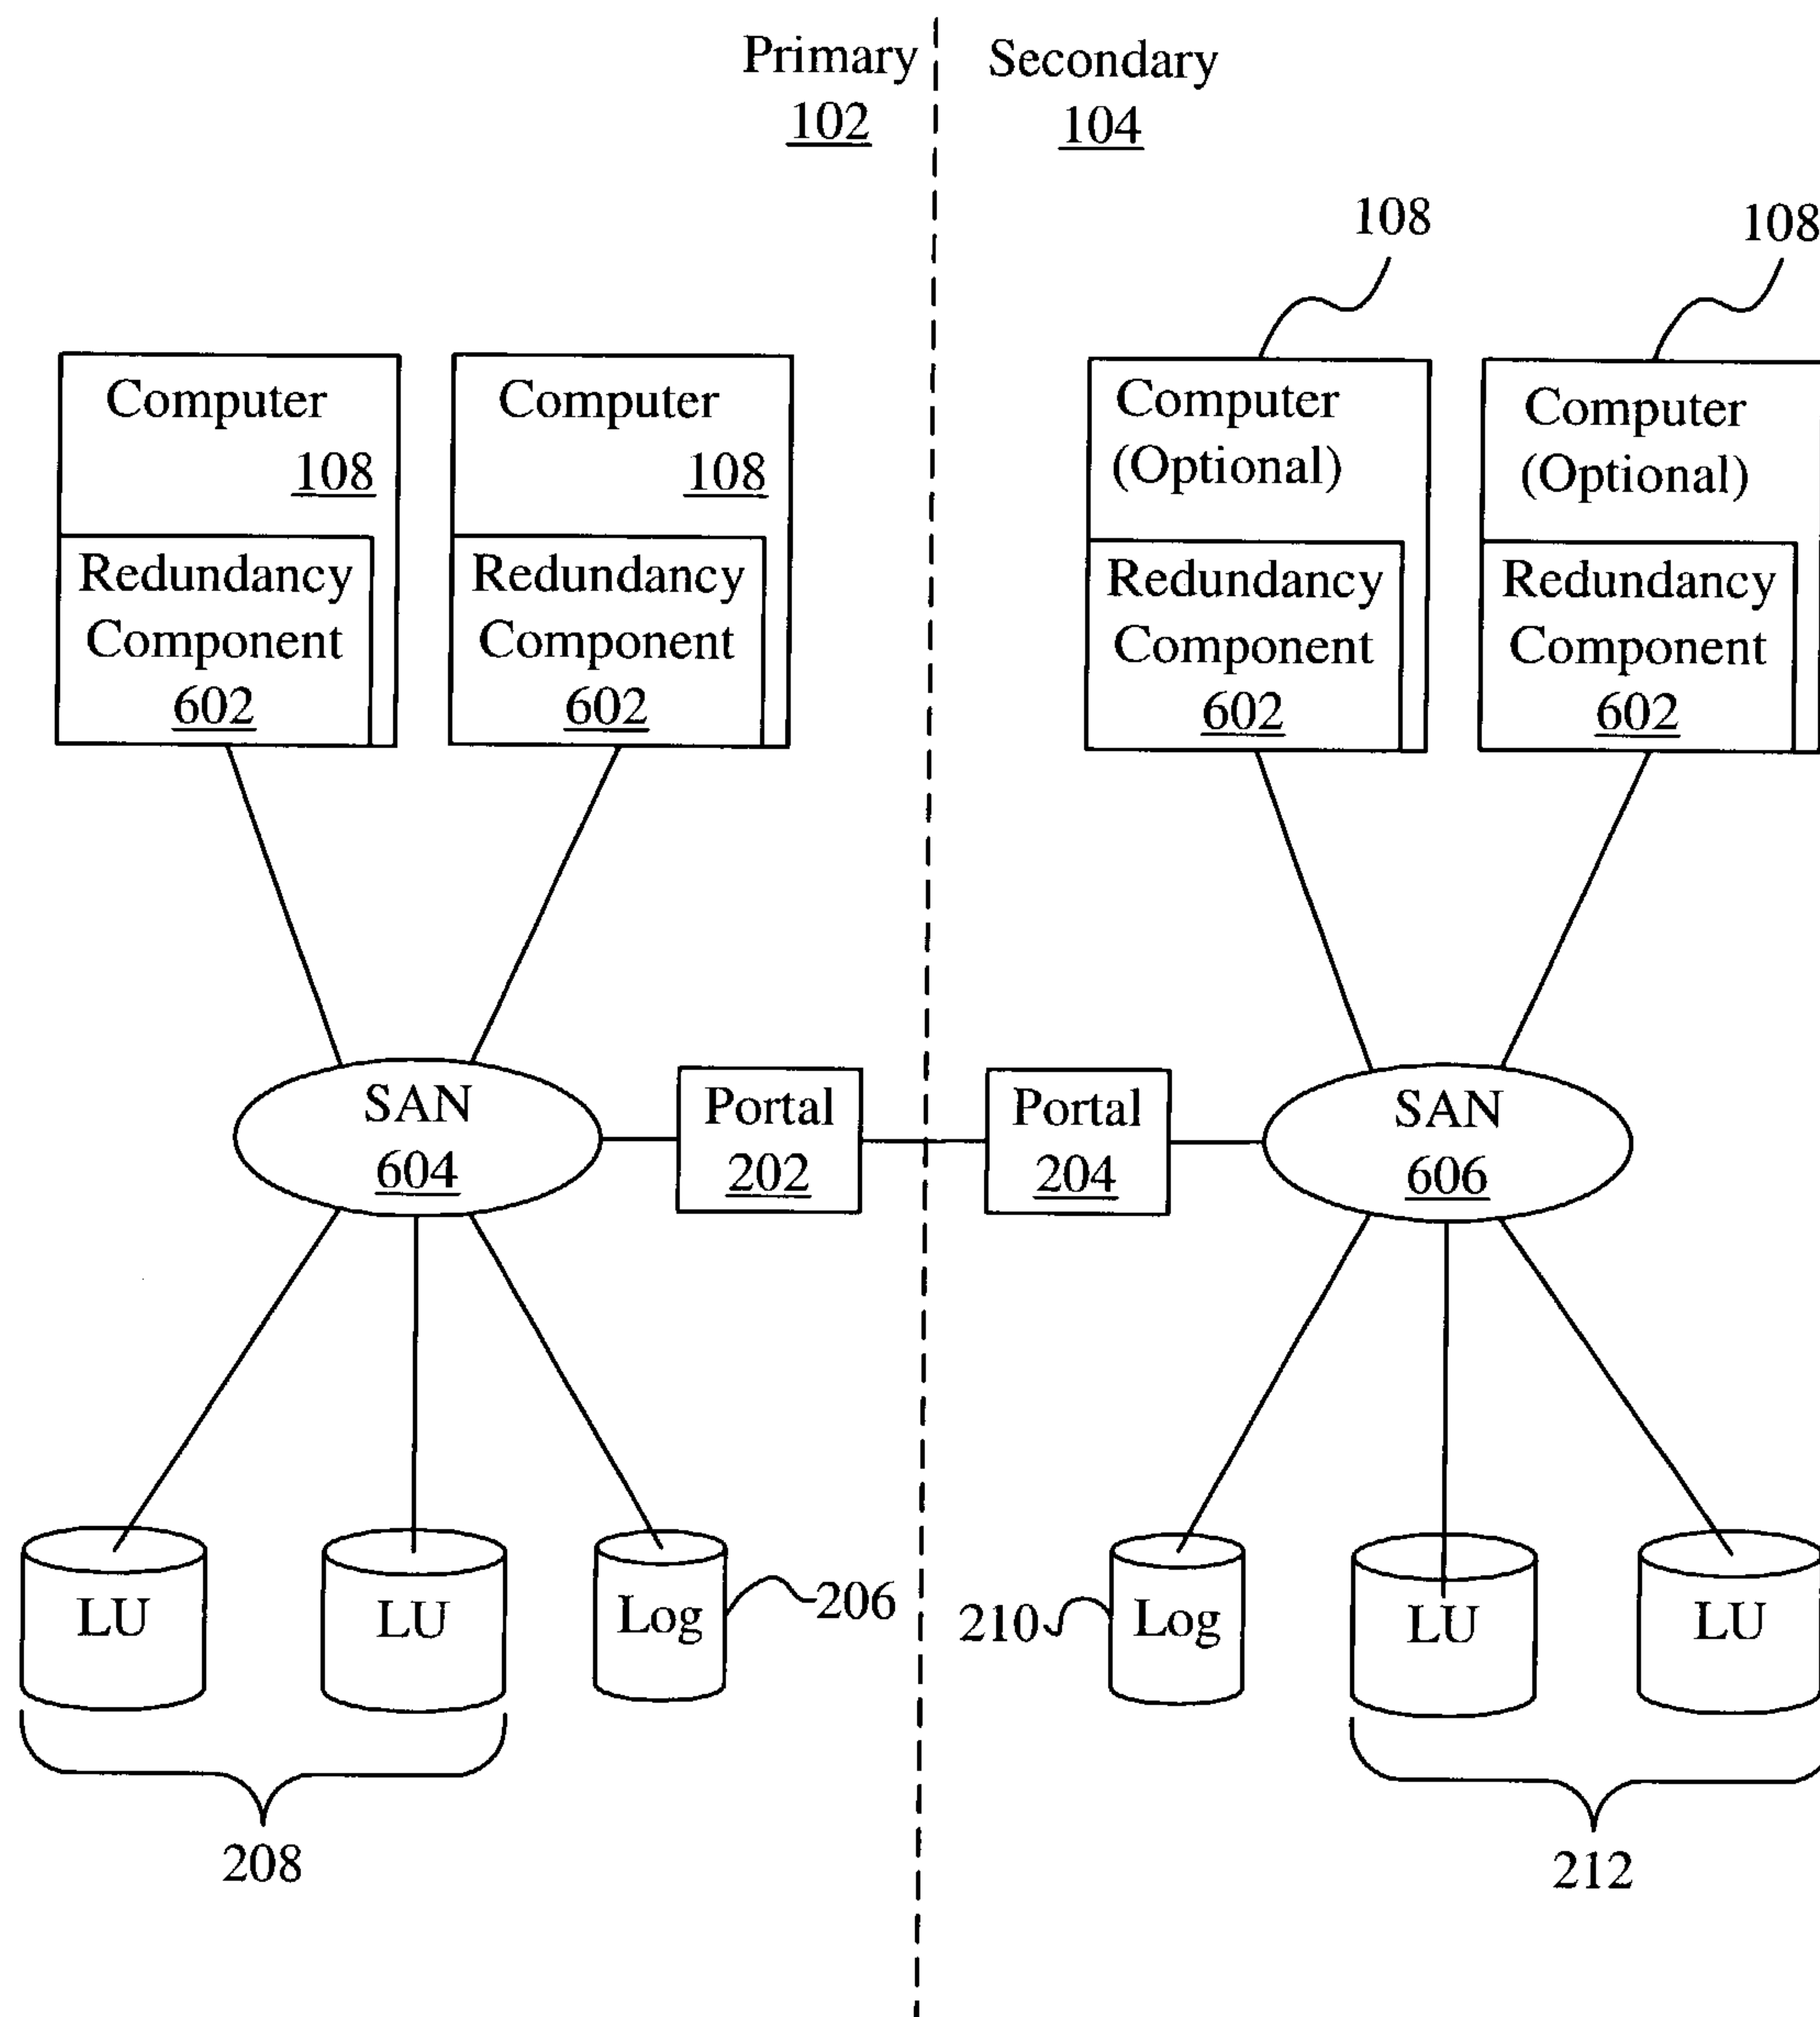 Primary
102
Secondary
104
108
108
Computer
108
Redundancy
Component
602
Computer
108
Redundancy
Component
602
Computer
(Optional)
Redundancy
Component
602
Computer
(Optional)
Redundancy
Component
602
SAN
604
Portal
202
Portal
204
SAN
606
LU
LU
Log
206
210
Log
LU
LU
208
212